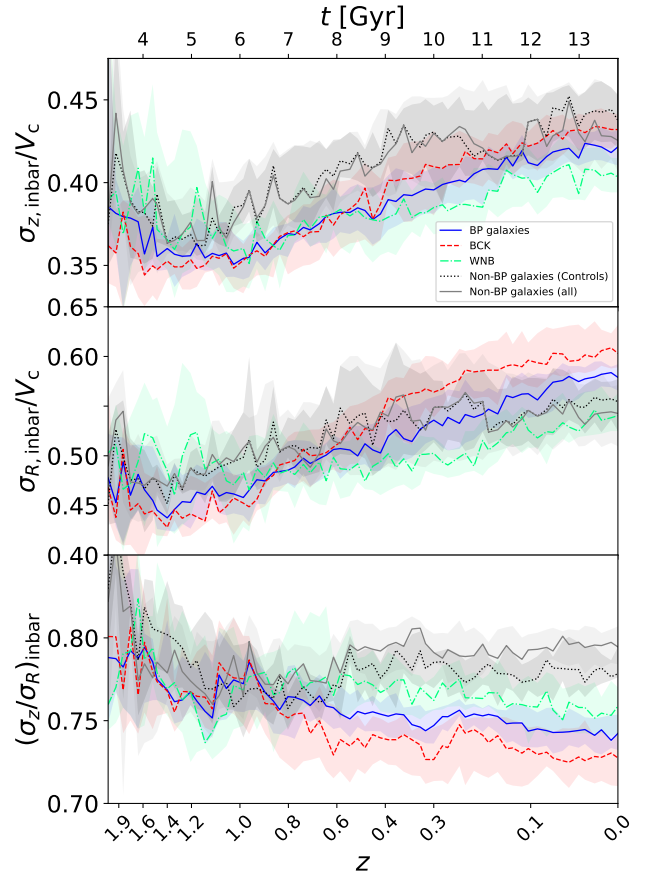 t [Gyr]
4 5 6 7 8 9 10 11 12 13
σz, inbar/Vc
0.45
0.40
0.35
BP galaxies
BCK
WNB
Non-BP galaxies (Controls)
Non-BP galaxies (all)
σR, inbar/Vc
0.65
0.60
0.50
0.45
0.40
(σz/σR)inbar
0.80
0.75
0.70
1.9 1.6 1.4 1.2 1.0 0.8 0.6 0.4 0.3 0.1 0.0
z